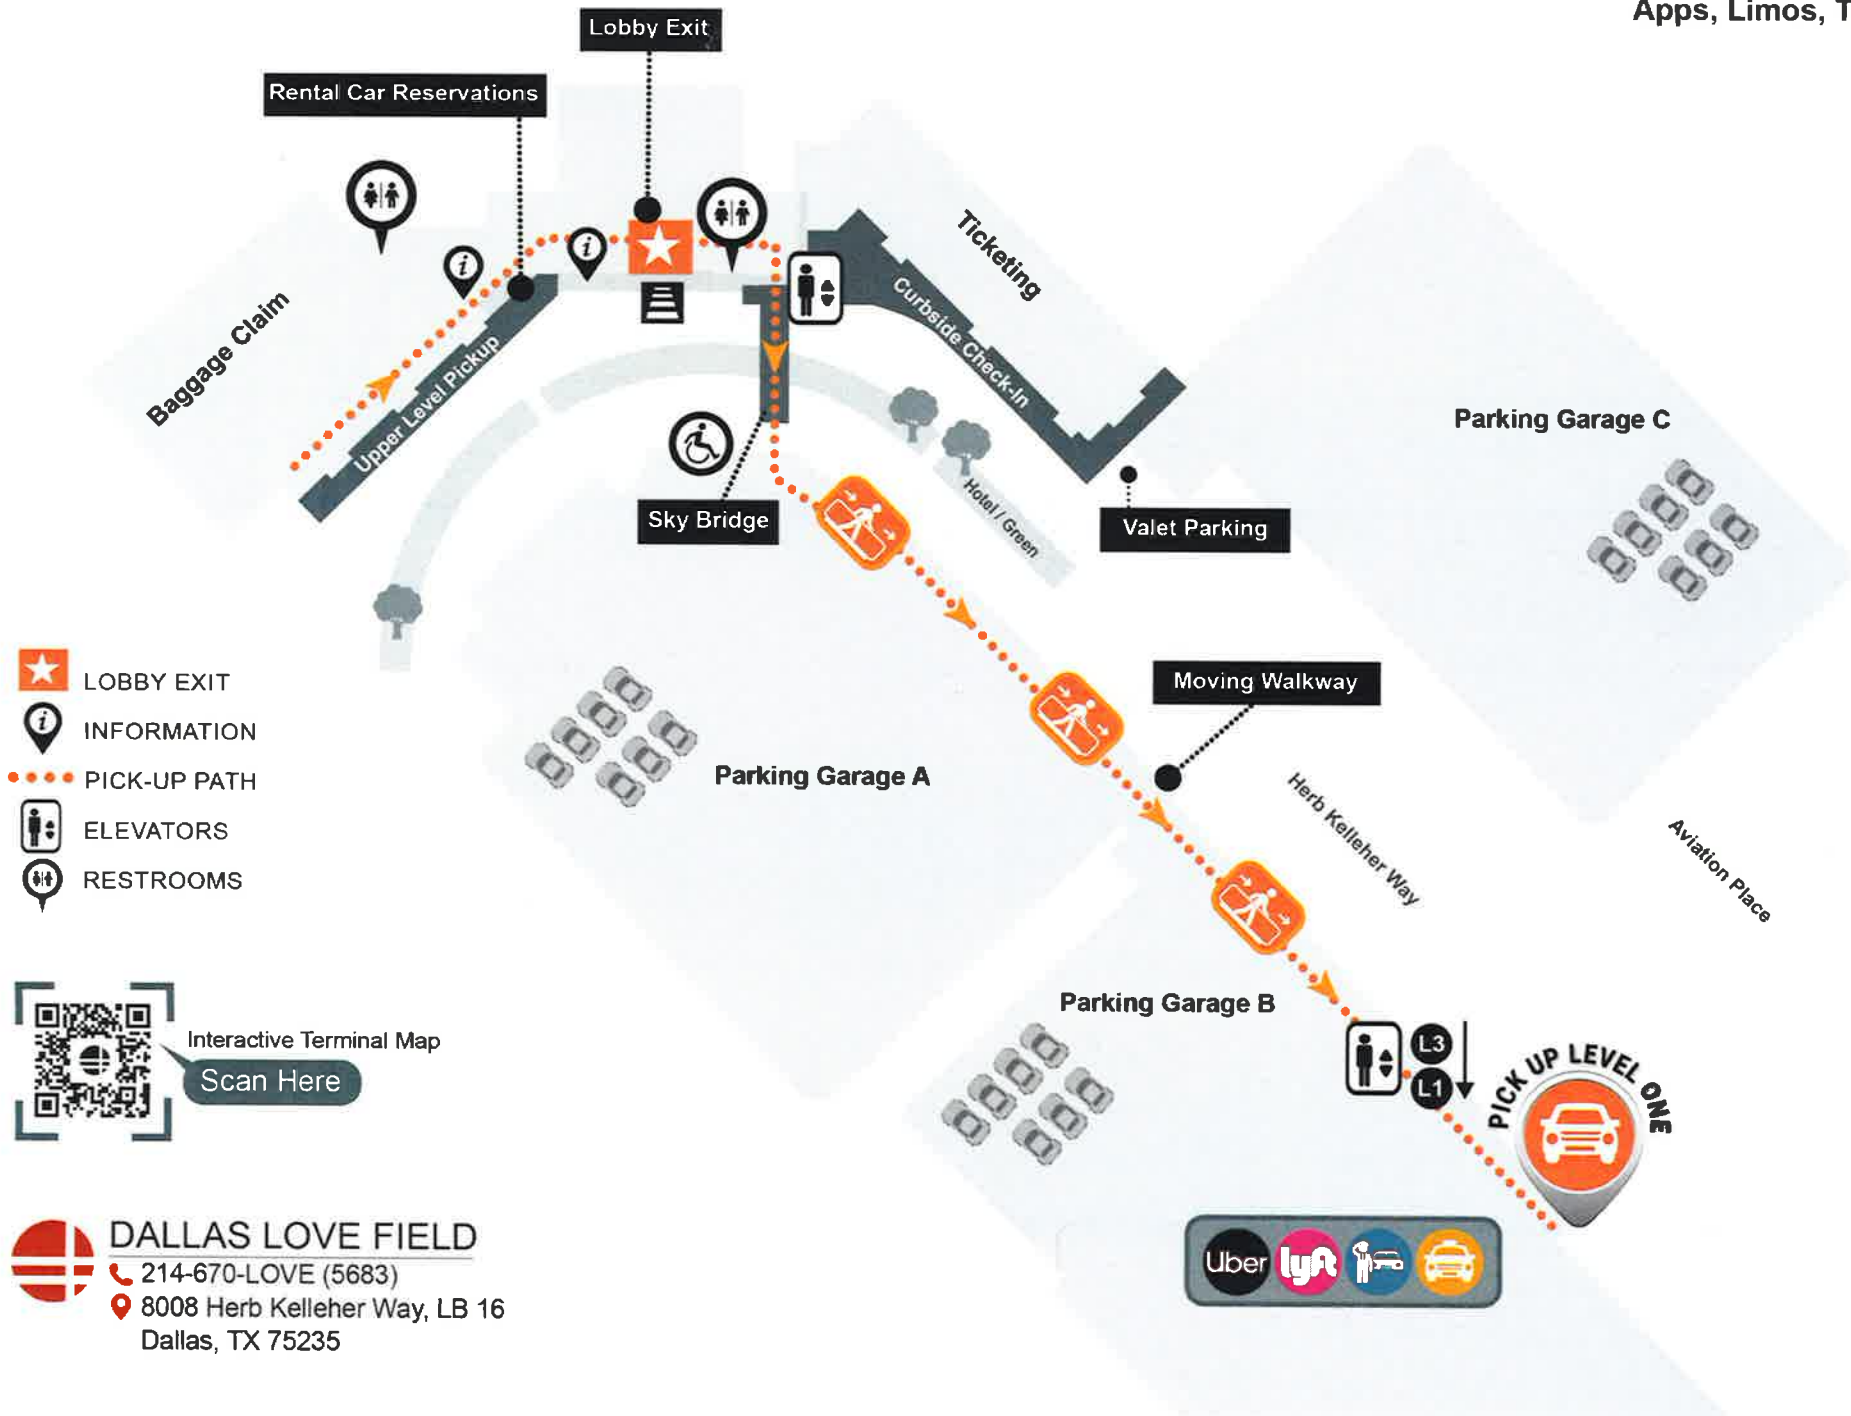 Apps, Limos, T
Lobby Exit
Rental Car Reservations
Ticketing
Baggage Claim
Curbside Check-In
Upper Level Pickup
Parking Garage C
Sky Bridge
Hotel / Green
Valet Parking
LOBBY EXIT
INFORMATION
PICK-UP PATH
ELEVATORS
RESTROOMS
Moving Walkway
Parking Garage A
Herb Kelleher Way
Aviation Place
Parking Garage B
L3
L1
PICK UP LEVEL ONE
Interactive Terminal Map
Scan Here
Uber
lyft
DALLAS LOVE FIELD
214-670-LOVE (5683)
8008 Herb Kelleher Way, LB 16
Dallas, TX 75235